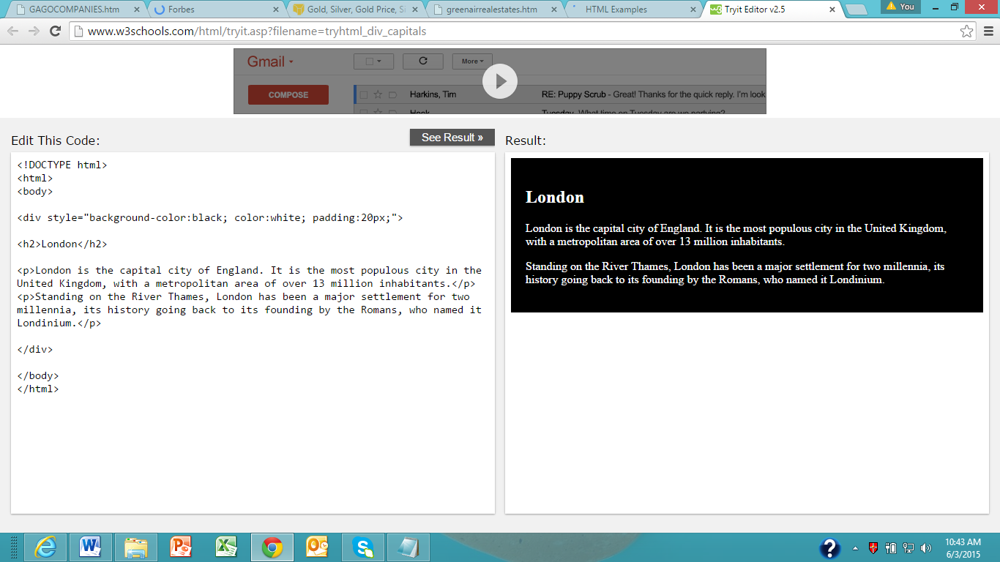 GAGOCOMPANIES.htm
Forbes
Gold, Silver, Gold Price, Si
greenairrealestates.htm
HTML Examples
Tryit Editor v2.5
You
www.w3schools.com/html/tryit.asp?filename=tryhtml_div_capitals
Gmail
More
COMPOSE
Harkins, Tim
RE: Puppy Scrub - Great! Thanks for the quick reply. I'm look
Tuesday
What time on Tuesday are we partying?
Edit This Code:
See Result »
<!DOCTYPE html>
<html>
<body>
<div style="background-color:black; color:white; padding:20px;">
<h2>London</h2>
<p>London is the capital city of England. It is the most populous city in the
United Kingdom, with a metropolitan area of over 13 million inhabitants.</p>
<p>Standing on the River Thames, London has been a major settlement for two
millennia, its history going back to its founding by the Romans, who named it
Londinium.</p>
</div>
</body>
</html>
Result:
London
London is the capital city of England. It is the most populous city in the United Kingdom,
with a metropolitan area of over 13 million inhabitants.
Standing on the River Thames, London has been a major settlement for two millennia, its
history going back to its founding by the Romans, who named it Londinium.
10:43 AM
6/3/2015